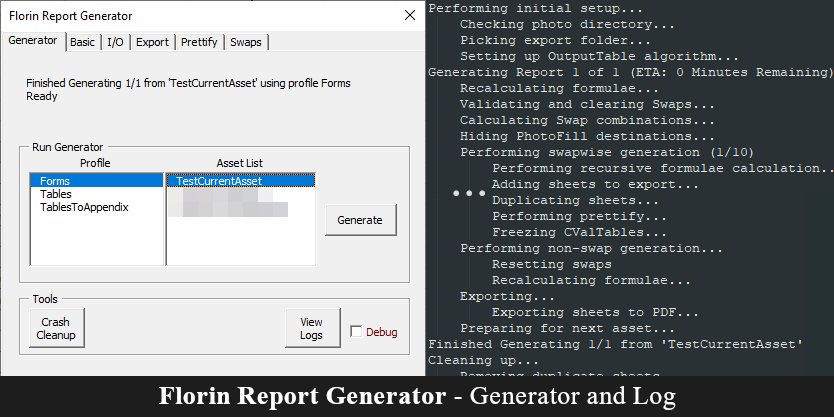 Florin Report Generator
Generator Basic I/O Export Prettify Swaps
Finished Generating 1/1 from 'TestCurrentAsset' using profile Forms
Ready
Run Generator
Profile
Forms
Tables
TablesToAppendix
Asset List
TestCurrentAsset
Generate
Tools
Crash
Cleanup
View
Logs
Debug
Performing initial setup...
Checking photo directory...
Picking export folder...
Setting up OutputTable algorithm...
Generating Report 1 of 1 (ETA: 0 Minutes Remaining)
Recalculating formulae...
Validating and clearing Swaps...
Calculating Swap combinations...
Hiding PhotoFill destinations...
Performing swapwise generation (1/10)
Performing recursive formulae calculation..
Adding sheets to export...
Duplicating sheets...
Performing prettify...
Freezing CValTables...
Performing non-swap generation...
Resetting swaps
Recalculating formulae...
Exporting...
Exporting sheets to PDF...
Preparing for next asset...
Finished Generating 1/1 from 'TestCurrentAsset'
Cleaning up...
Removing duplicate sheets
Florin Report Generator - Generator and Log